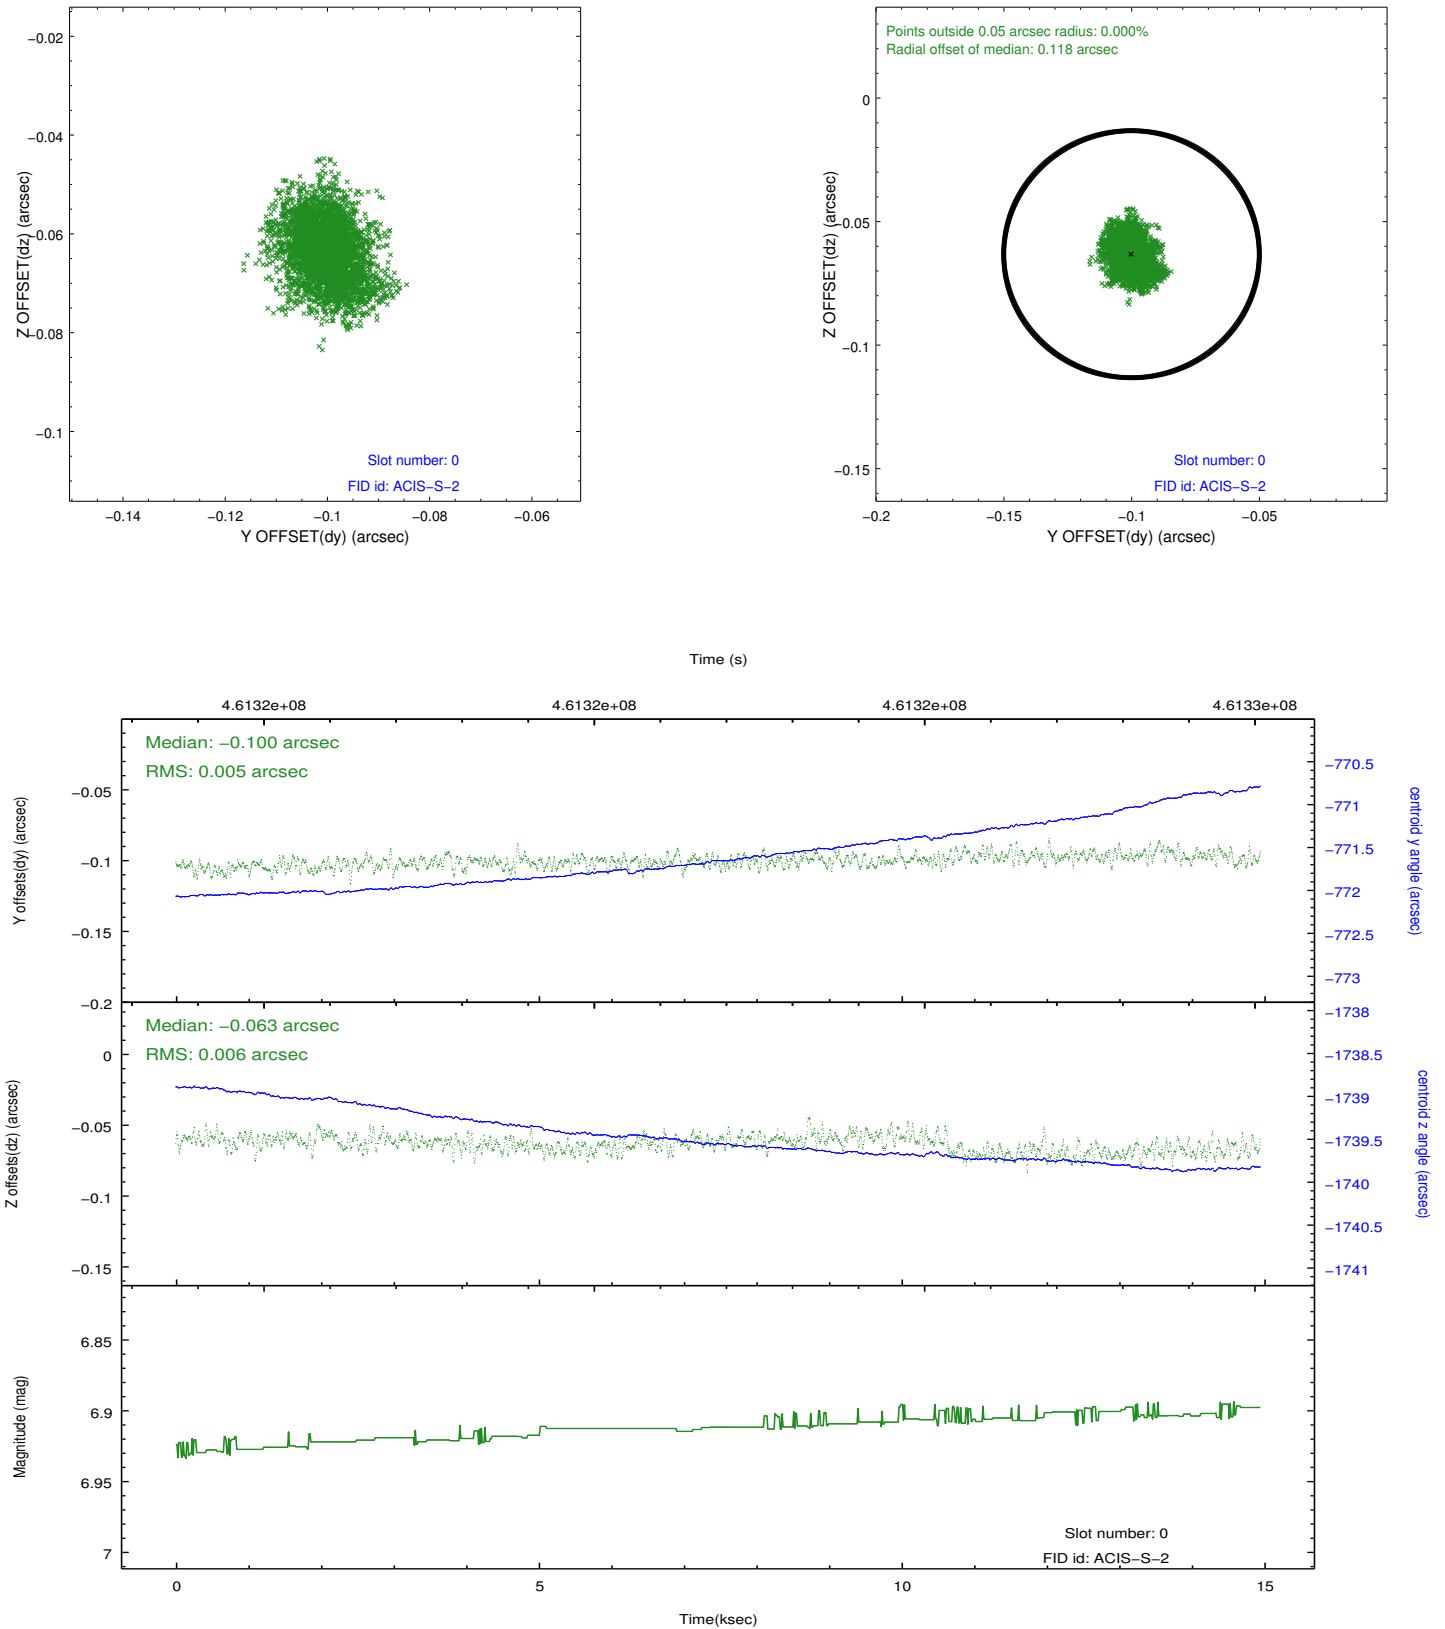 −0.02
−0.04
−0.06
−0.08
−0.1
Z OFFSET(dz) (arcsec)
Slot number: 0
FID id: ACIS−S−2
−0.14
−0.12
−0.1
−0.08
−0.06
Y OFFSET(dy) (arcsec)
Points outside 0.05 arcsec radius: 0.000%
Radial offset of median: 0.118 arcsec
0
−0.05
−0.1
−0.15
Z OFFSET(dz) (arcsec)
Slot number: 0
FID id: ACIS−S−2
−0.2
−0.15
−0.1
−0.05
Y OFFSET(dy) (arcsec)
Time (s)
4.6132e+08
4.6132e+08
4.6132e+08
4.6133e+08
Median: −0.100 arcsec
RMS: 0.005 arcsec
Y offsets(dy) (arcsec)
−0.05
−0.1
−0.15
−0.2
−770.5
−771
−771.5
−772
−772.5
−773
centroid y angle (arcsec)
Median: −0.063 arcsec
RMS: 0.006 arcsec
Z offsets(dz) (arcsec)
0
−0.05
−0.1
−0.15
−1738
−1738.5
−1739
−1739.5
−1740
−1740.5
−1741
centroid z angle (arcsec)
Magnitude (mag)
6.85
6.9
6.95
7
Slot number: 0
FID id: ACIS−S−2
0
5
10
15
Time(ksec)